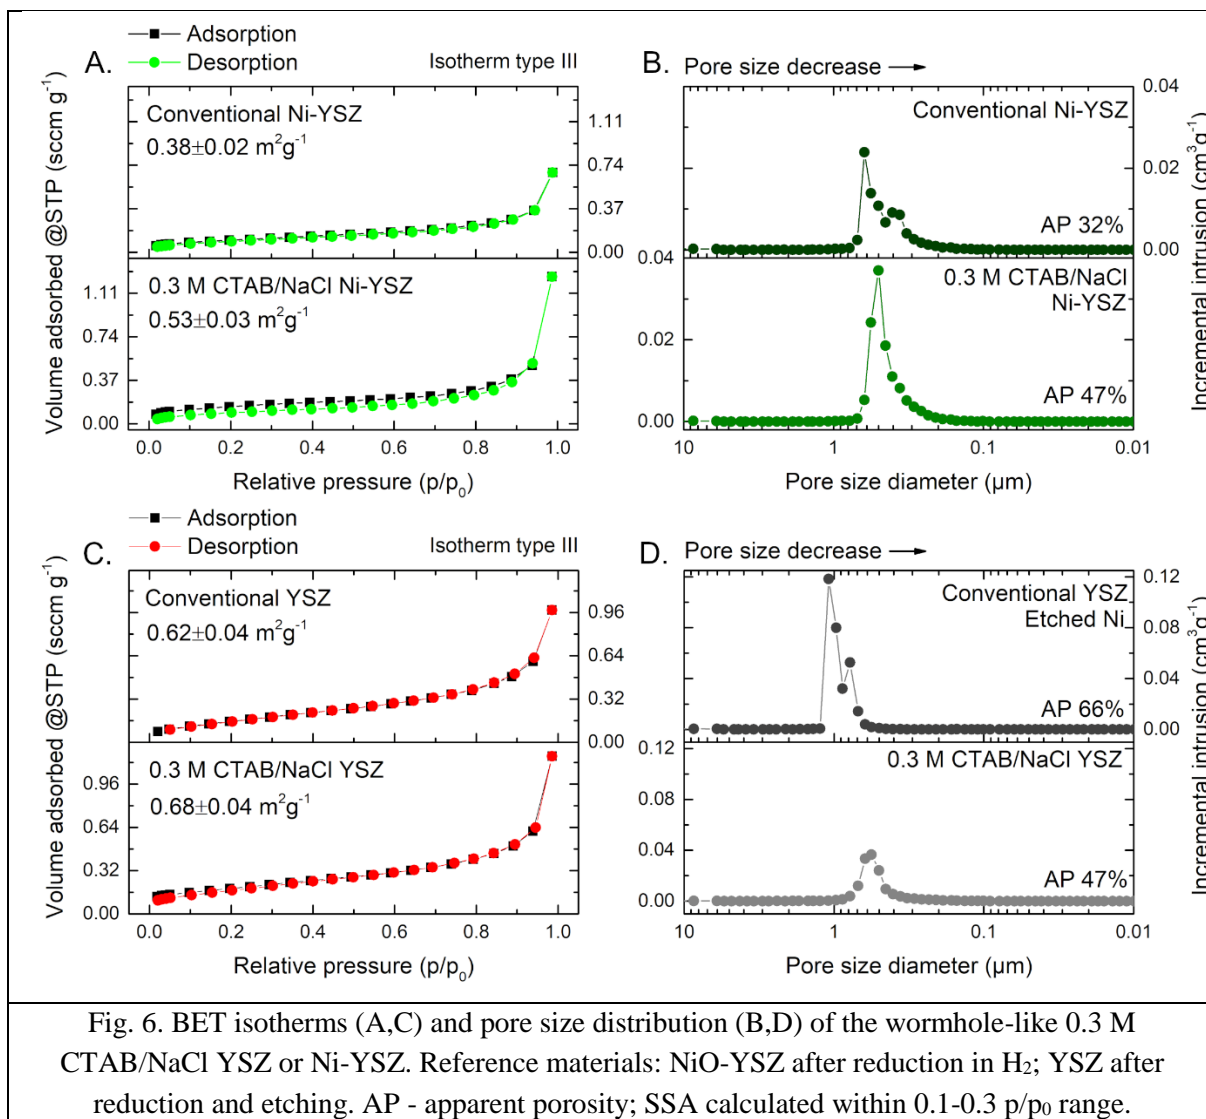 Adsorption
Desorption
A.
Isotherm type III
Conventional Ni-YSZ
0.38±0.02 m²g⁻¹
1.11
0.74
0.37
0.00
0.3 M CTAB/NaCl Ni-YSZ
0.53±0.03 m²g⁻¹
1.11
0.74
0.37
0.00
0.0 0.2 0.4 0.6 0.8 1.0
Relative pressure (p/p₀)
Volume adsorbed @STP (sccm g⁻¹)
B.
Pore size decrease
Conventional Ni-YSZ
AP 32%
0.04
0.02
0.00
0.3 M CTAB/NaCl
Ni-YSZ
AP 47%
0.04
0.02
0.00
10 1 0.1 0.01
Pore size diameter (µm)
Incremental intrusion (cm³g⁻¹)
Adsorption
Desorption
C.
Isotherm type III
Conventional YSZ
0.62±0.04 m²g⁻¹
0.96
0.64
0.32
0.00
0.3 M CTAB/NaCl YSZ
0.68±0.04 m²g⁻¹
0.96
0.64
0.32
0.00
0.0 0.2 0.4 0.6 0.8 1.0
Relative pressure (p/p₀)
Volume adsorbed @STP (sccm g⁻¹)
D.
Pore size decrease
Conventional YSZ
Etched Ni
AP 66%
0.12
0.08
0.04
0.00
0.3 M CTAB/NaCl YSZ
AP 47%
0.12
0.08
0.04
0.00
10 1 0.1 0.01
Pore size diameter (µm)
Incremental intrusion (cm³g⁻¹)
Fig. 6. BET isotherms (A,C) and pore size distribution (B,D) of the wormhole-like 0.3 M
CTAB/NaCl YSZ or Ni-YSZ. Reference materials: NiO-YSZ after reduction in H₂; YSZ after
reduction and etching. AP - apparent porosity; SSA calculated within 0.1-0.3 p/p₀ range.